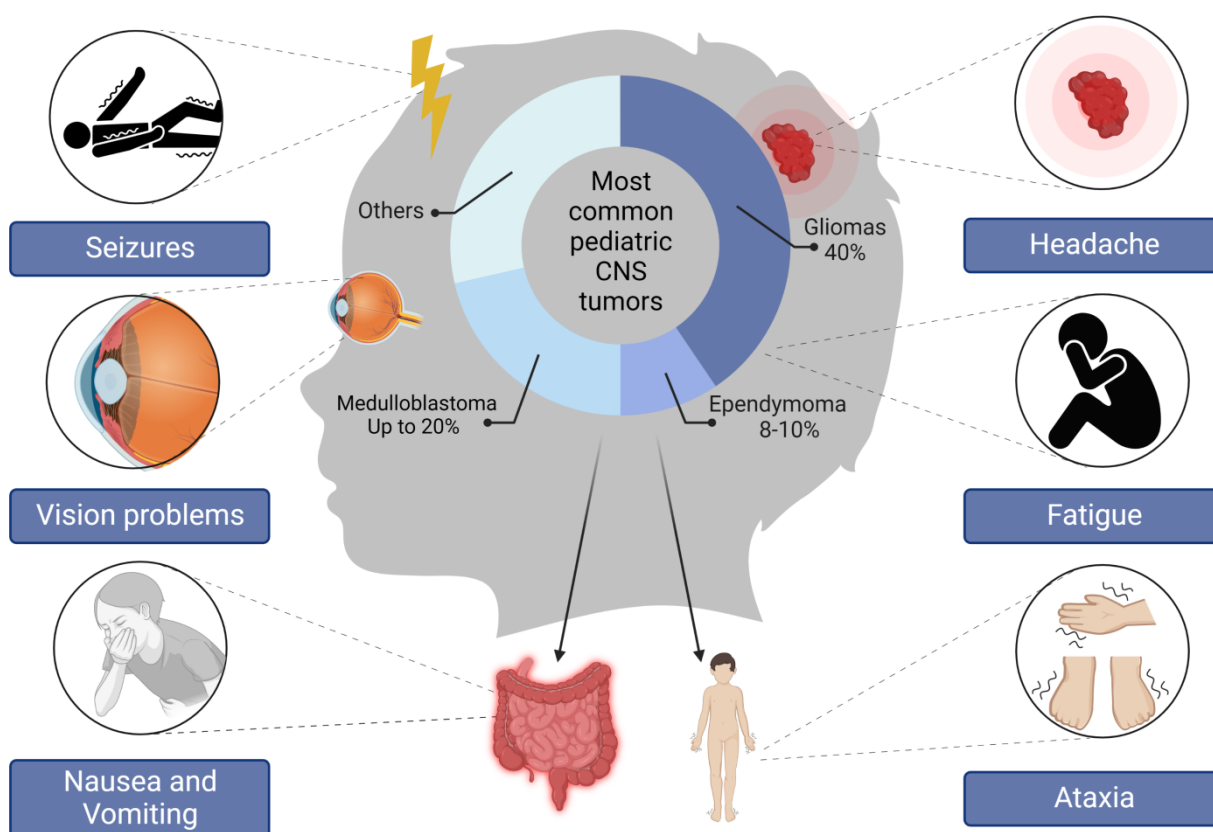 Seizures
Vision problems
Nausea and
Vomiting
Most
common
pediatric
CNS
tumors
Others
Gliomas
40%
Medulloblastoma
Up to 20%
Ependymoma
8-10%
Headache
Fatigue
Ataxia